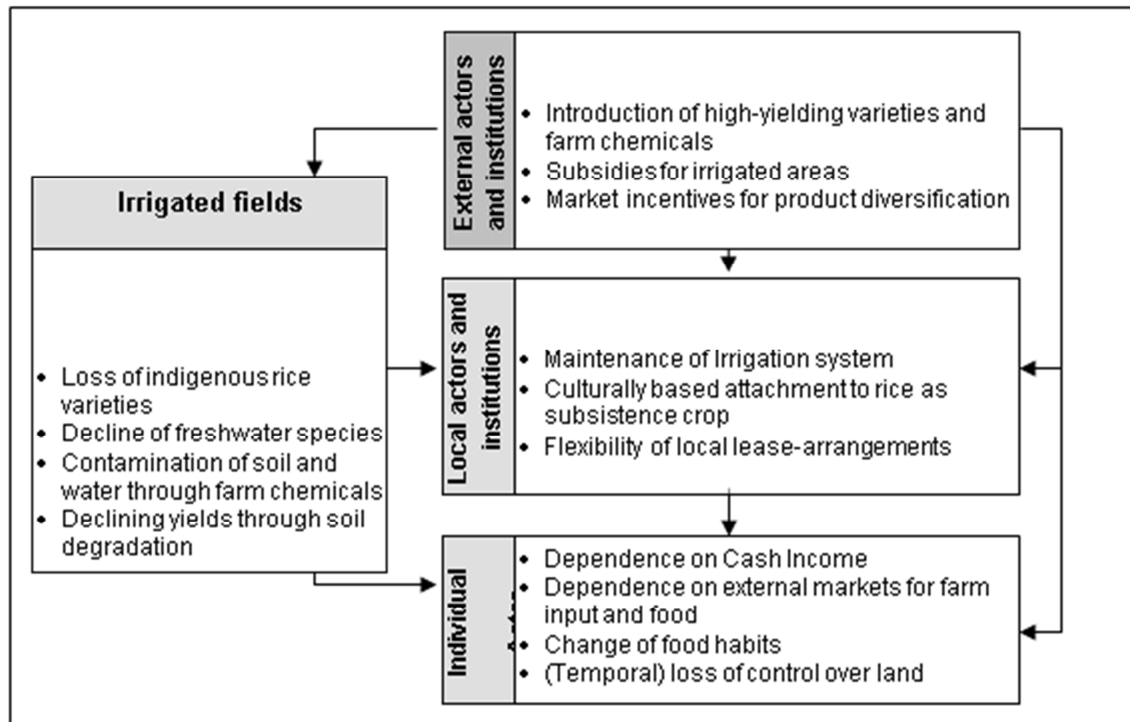 External actors
and institutions
• Introduction of high-yielding varieties and
farm chemicals
• Subsidies for irrigated areas
• Market incentives for product diversification
Irrigated fields
• Loss of indigenous rice
varieties
• Decline of freshwater species
• Contamination of soil and
water through farm chemicals
• Declining yields through soil
degradation
Local actors and
institutions
• Maintenance of Irrigation system
• Culturally based attachment to rice as
subsistence crop
• Flexibility of local lease-arrangements
Individual
• Dependence on Cash Income
• Dependence on external markets for farm
input and food
• Change of food habits
• (Temporal) loss of control over land